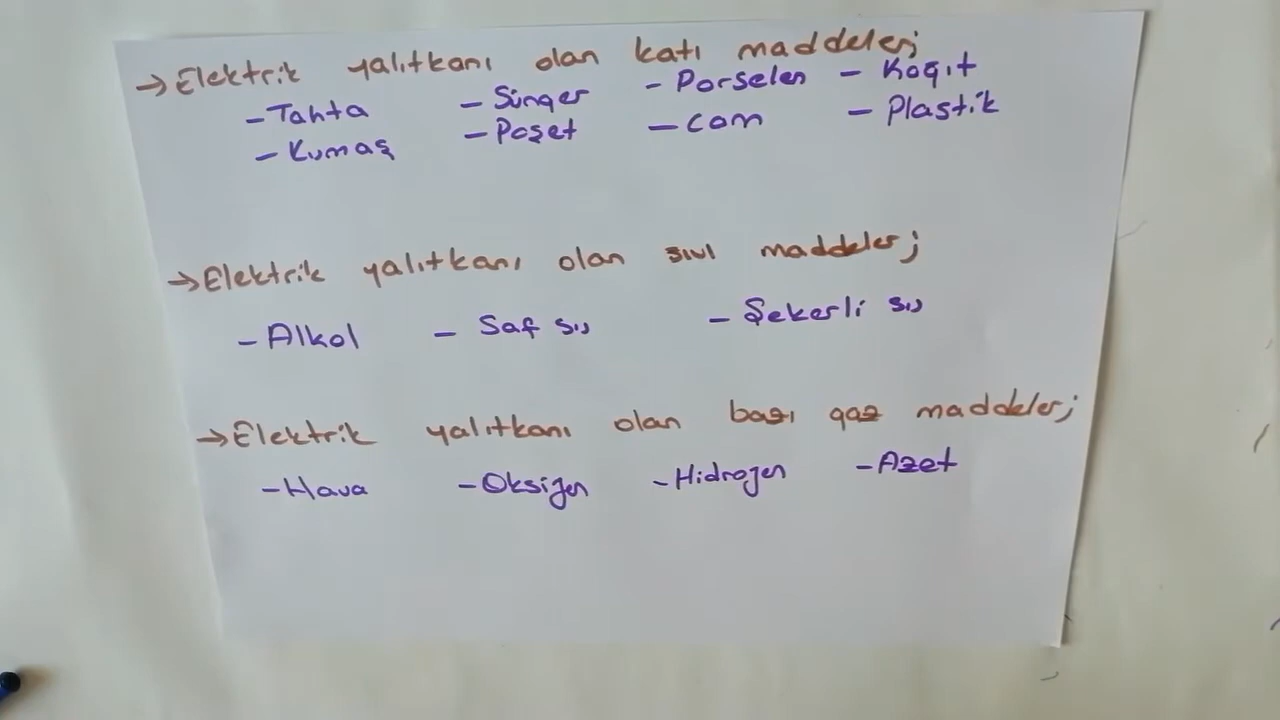 →Elektrik yalıtkanı olan katı maddeler;
-Tahta -Sünger -Porselen -Kağıt
-Kumaş -Poşet -Cam -Plastik
→Elektrik yalıtkanı olan sıvı maddeler;
-Alkol -Saf su -Şekerli su
→Elektrik yalıtkanı olan bazı gaz maddeler;
-Hava -Oksijen -Hidrojen -Azot